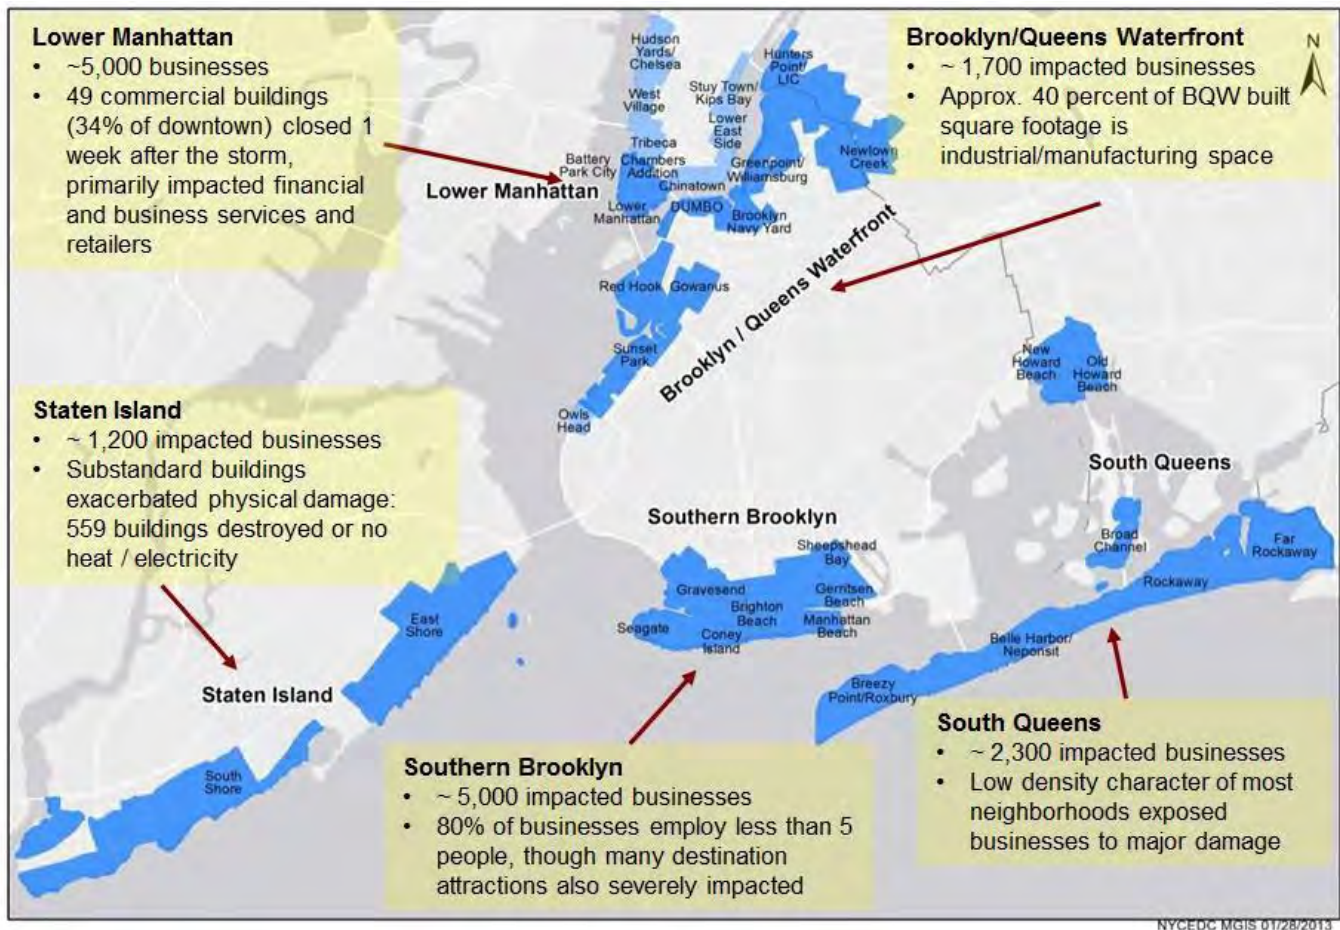 Lower Manhattan
• ~5,000 businesses
• 49 commercial buildings
(34% of downtown) closed 1
week after the storm,
primarily impacted financial
and business services and
retailers
Brooklyn/Queens Waterfront
• ~ 1,700 impacted businesses
• Approx. 40 percent of BQW built
square footage is
industrial/manufacturing space
N
Hudson
Yards/
Chelsea
West
Village
Tribeca
Battery
Park City
Chambers
Addition
Lower Manhattan
Lower
Manhattan
Stuy Town/
Kips Bay
Lower
East
Side
Chinatown
Hunters
Point/
LIC
Newtown
Creek
Greenpoint/
Williamsburg
DUMBO
Brooklyn
Navy Yard
Red Hook
Gowanus
Sunset
Park
Owls
Head
Brooklyn / Queens Waterfront
New
Howard
Beach
Old
Howard
Beach
Staten Island
• ~ 1,200 impacted businesses
• Substandard buildings
exacerbated physical damage:
559 buildings destroyed or no
heat / electricity
South Queens
Southern Brooklyn
Sheepshead
Bay
Gravesend
Gerritsen
Beach
Brighton
Beach
Manhattan
Beach
Seagate
Coney
Island
Broad
Channel
Far
Rockaway
Rockaway
Belle Harbor/
Neponsit
Breezy
Point/Roxbury
East
Shore
Staten Island
South
Shore
Southern Brooklyn
• ~ 5,000 impacted businesses
• 80% of businesses employ less than 5
people, though many destination
attractions also severely impacted
South Queens
• ~ 2,300 impacted businesses
• Low density character of most
neighborhoods exposed
businesses to major damage
NYCEDC MGIS 01/28/2013